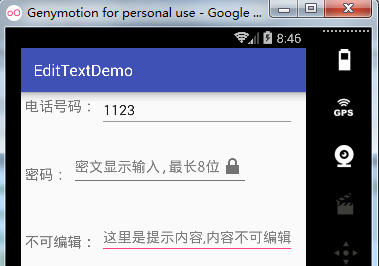 Genymotion for personal use - Google ...
8:46
EditTextDemo
GPS
电话号码： 1123
密码： 密文显示输入,最长8位
不可编辑： 这里是提示内容,内容不可编辑